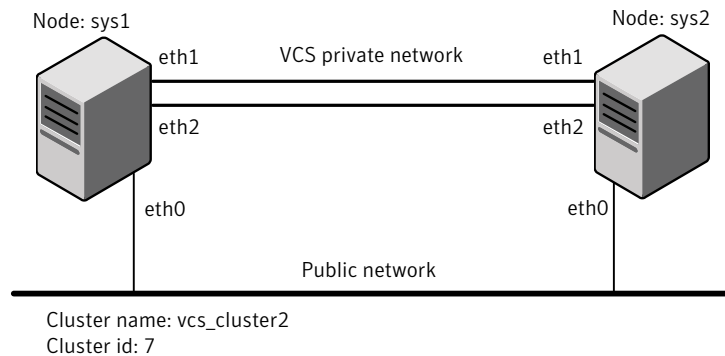 Node: sys1
Node: sys2
eth1
VCS private network
eth1
eth2
eth2
eth0
eth0
Public network
Cluster name: vcs_cluster2
Cluster id: 7